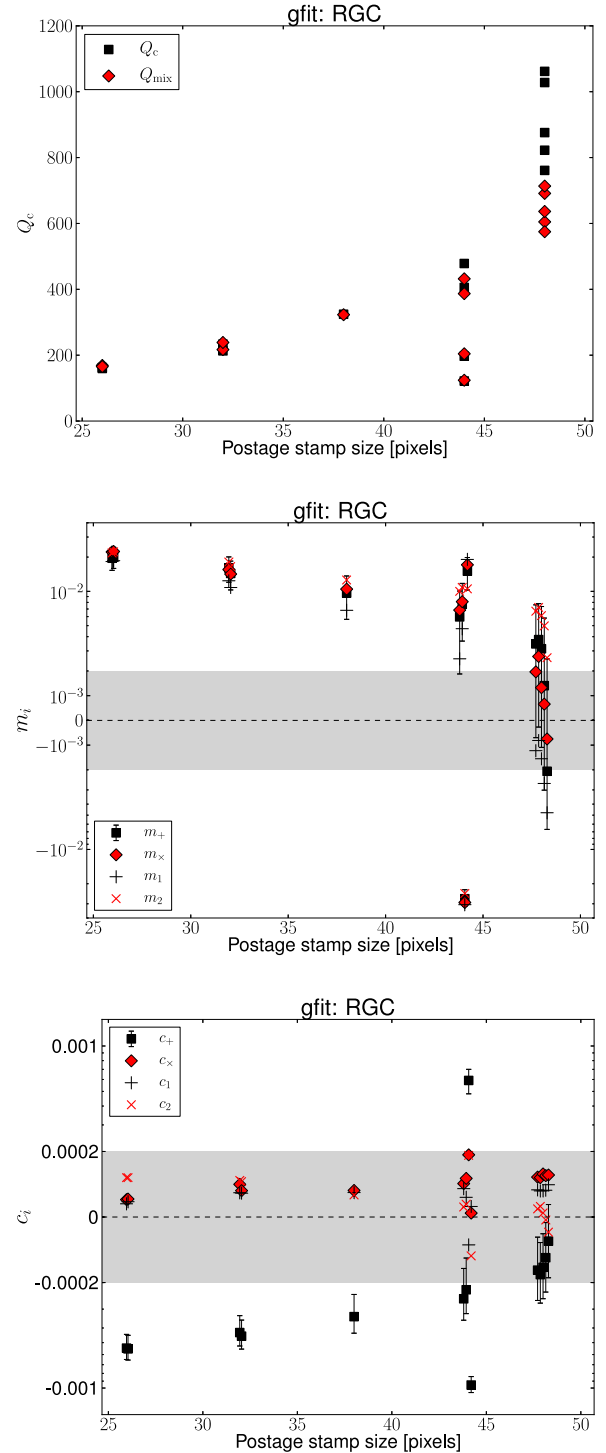 gfit: RGC
1200
1000
800
600
400
200
0
Q_c
Q_c
Q_mix
25 30 35 40 45 50
Postage stamp size [pixels]
gfit: RGC
10^{-2}
10^{-3}
0
−10^{-3}
−10^{-2}
m_i
m_+
m_×
m_1
m_2
25 30 35 40 45 50
Postage stamp size [pixels]
gfit: RGC
0.001
0.0002
0
-0.0002
-0.001
c_i
c_+
c_×
c_1
c_2
25 30 35 40 45 50
Postage stamp size [pixels]